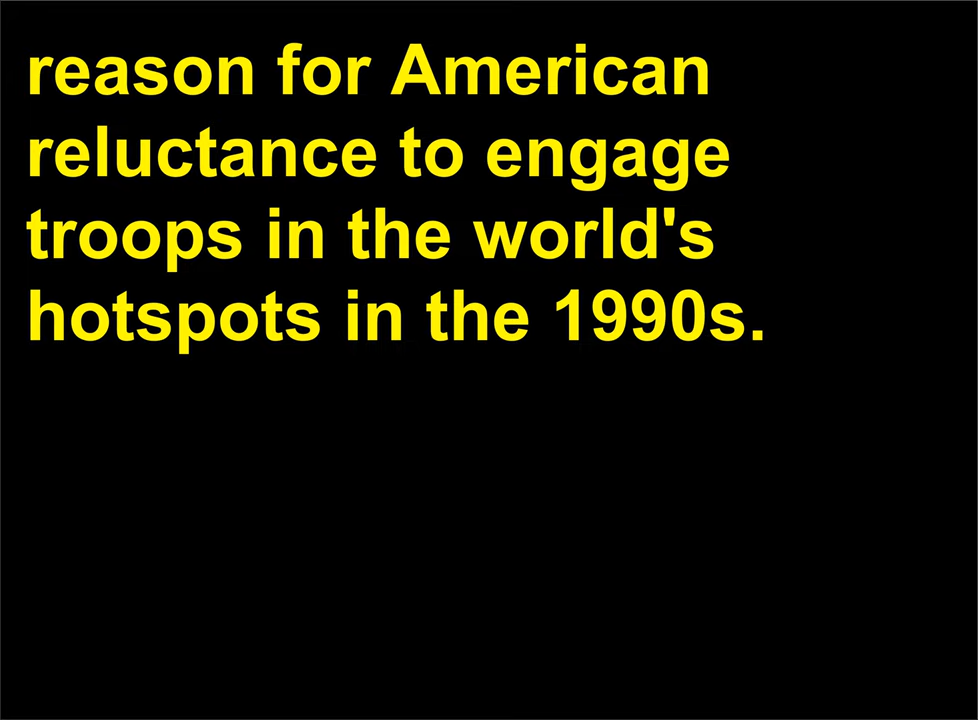 reason for American
reluctance to engage
troops in the world's
hotspots in the 1990s.